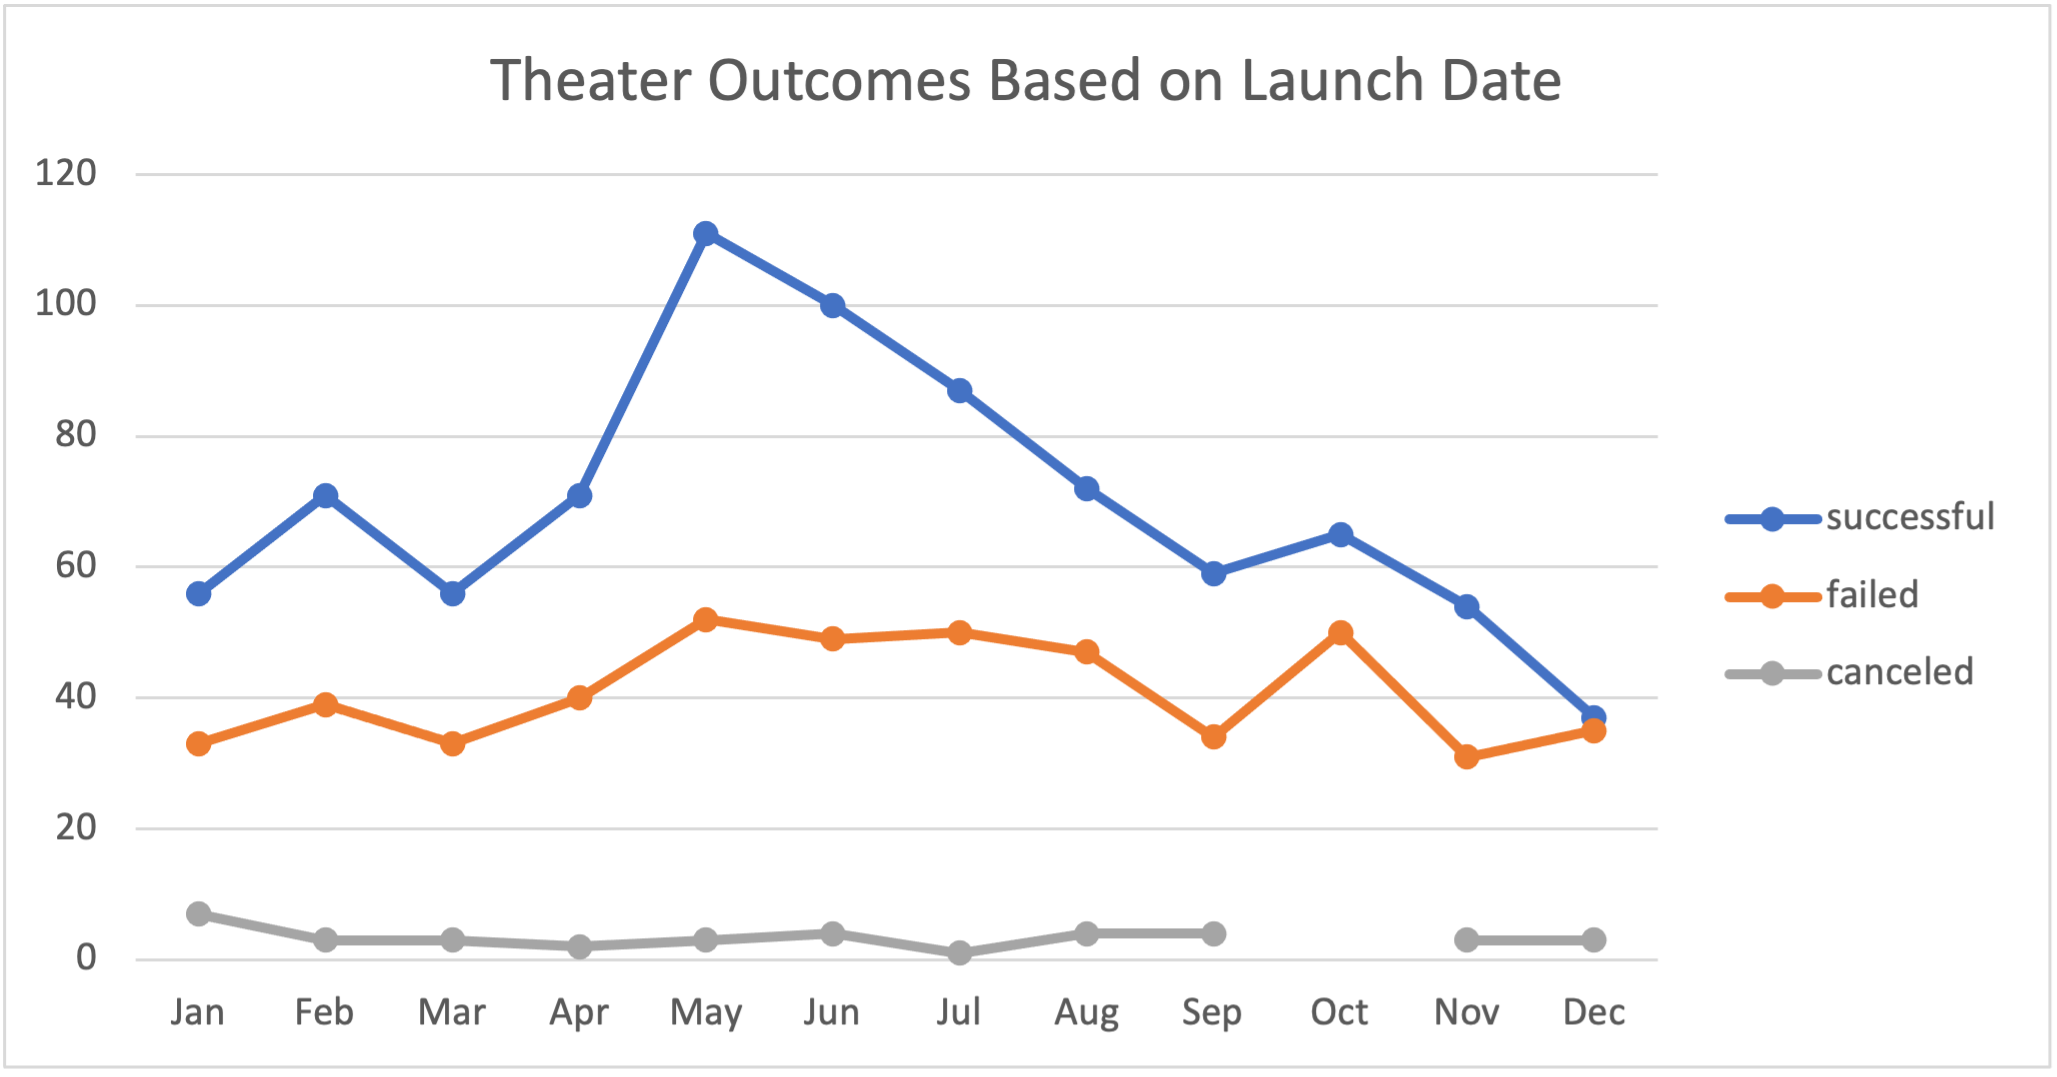 Theater Outcomes Based on Launch Date
120
100
80
60
40
20
0
Jan Feb Mar Apr May Jun Jul Aug Sep Oct Nov Dec
successful
failed
canceled